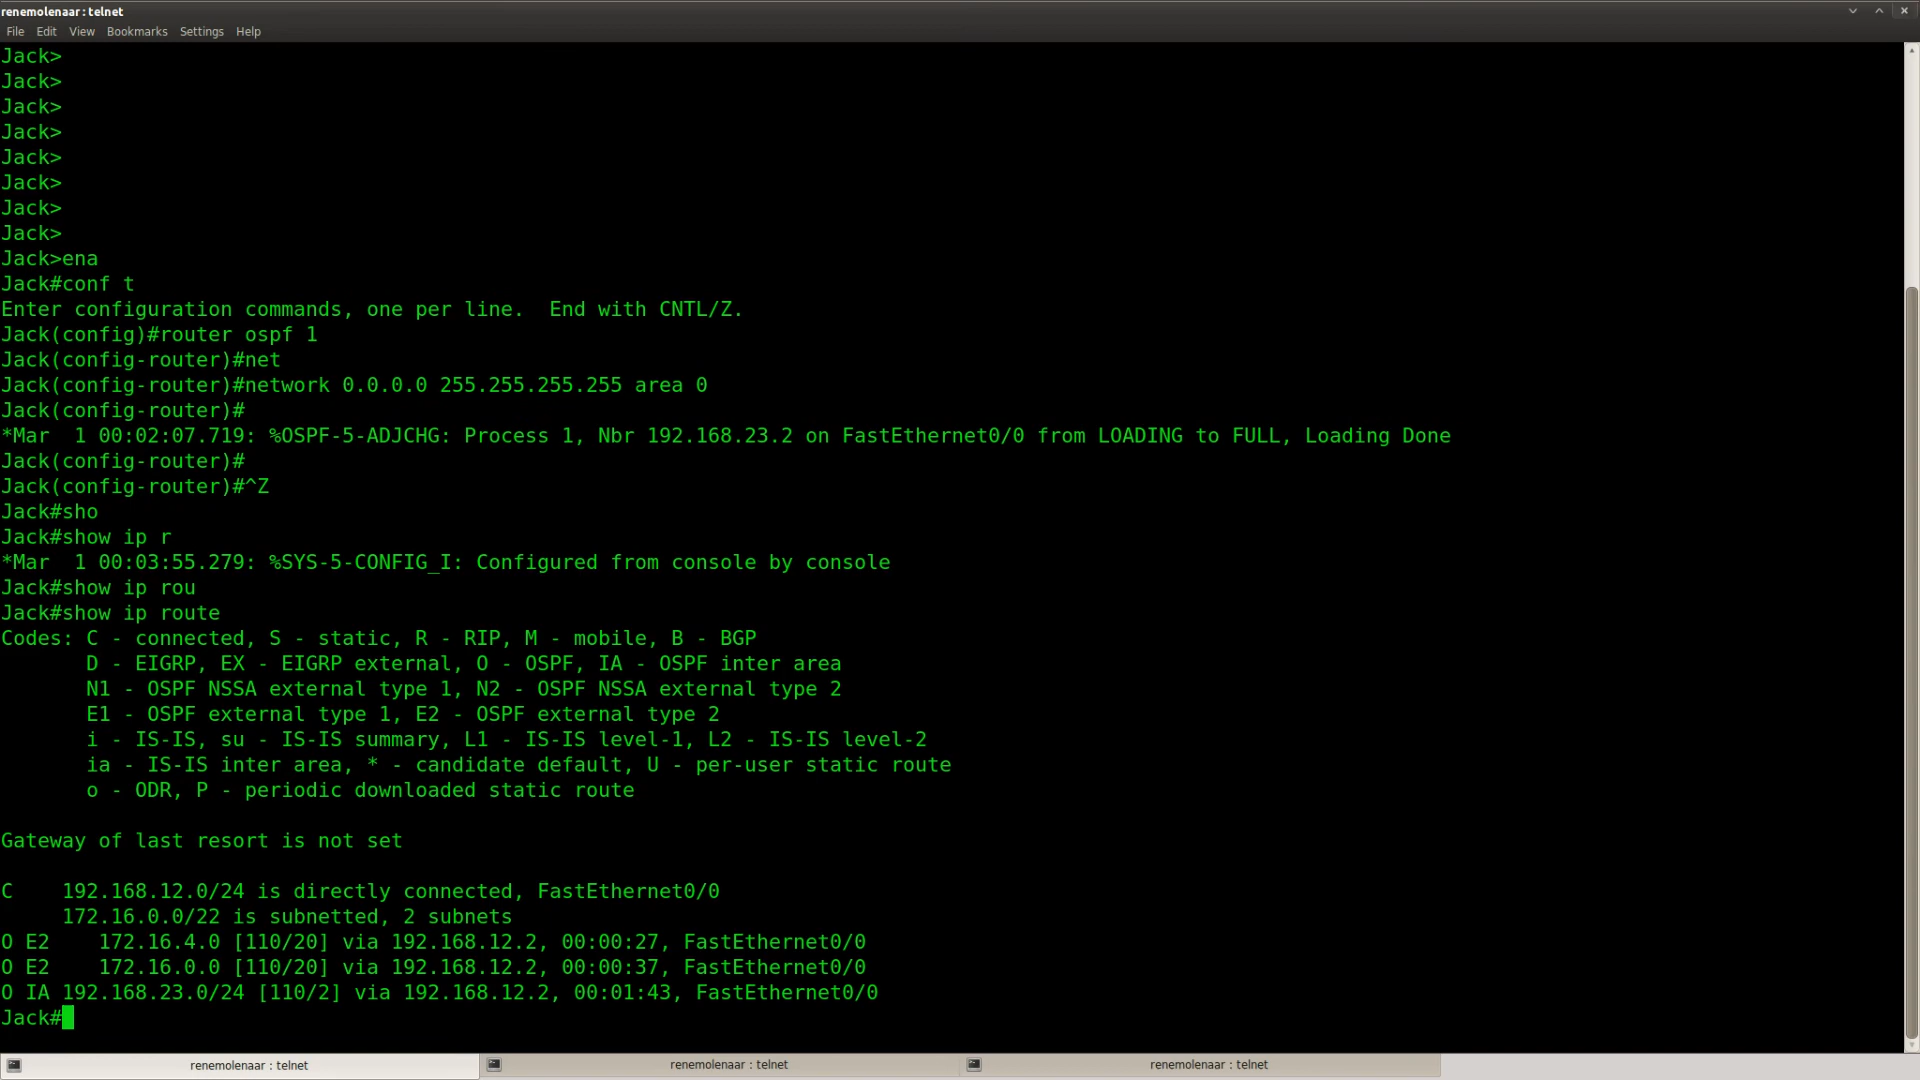 renemolenaar : telnet
File Edit View Bookmarks Settings Help
Jack>
Jack>
Jack>
Jack>
Jack>
Jack>
Jack>
Jack>
Jack>ena
Jack#conf t
Enter configuration commands, one per line.  End with CNTL/Z.
Jack(config)#router ospf 1
Jack(config-router)#net
Jack(config-router)#network 0.0.0.0 255.255.255.255 area 0
Jack(config-router)#
*Mar  1 00:02:07.719: %OSPF-5-ADJCHG: Process 1, Nbr 192.168.23.2 on FastEthernet0/0 from LOADING to FULL, Loading Done
Jack(config-router)#
Jack(config-router)#^Z
Jack#sho
Jack#show ip r
*Mar  1 00:03:55.279: %SYS-5-CONFIG_I: Configured from console by console
Jack#show ip rou
Jack#show ip route
Codes: C - connected, S - static, R - RIP, M - mobile, B - BGP
       D - EIGRP, EX - EIGRP external, O - OSPF, IA - OSPF inter area
       N1 - OSPF NSSA external type 1, N2 - OSPF NSSA external type 2
       E1 - OSPF external type 1, E2 - OSPF external type 2
       i - IS-IS, su - IS-IS summary, L1 - IS-IS level-1, L2 - IS-IS level-2
       ia - IS-IS inter area, * - candidate default, U - per-user static route
       o - ODR, P - periodic downloaded static route
Gateway of last resort is not set
C    192.168.12.0/24 is directly connected, FastEthernet0/0
     172.16.0.0/22 is subnetted, 2 subnets
O E2    172.16.4.0 [110/20] via 192.168.12.2, 00:00:27, FastEthernet0/0
O E2    172.16.0.0 [110/20] via 192.168.12.2, 00:00:37, FastEthernet0/0
O IA 192.168.23.0/24 [110/2] via 192.168.12.2, 00:01:43, FastEthernet0/0
Jack#
renemolenaar : telnet renemolenaar : telnet renemolenaar : telnet